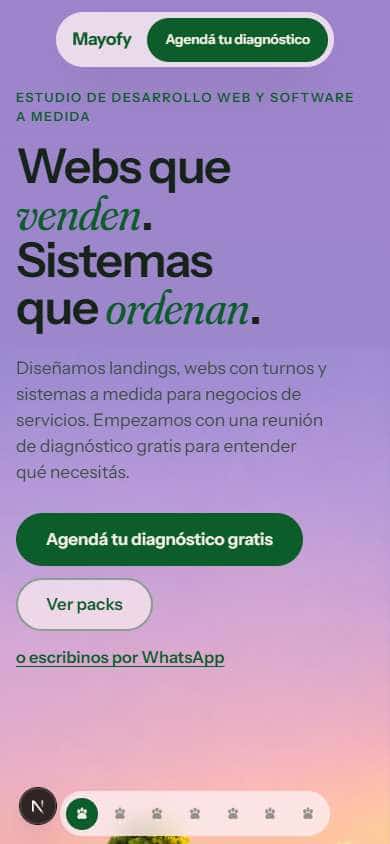 Mayofy
Agendá tu diagnóstico
ESTUDIO DE DESARROLLO WEB Y SOFTWARE
A MEDIDA
Webs que
venden.
Sistemas
que ordenan.
Diseñamos landings, webs con turnos y
sistemas a medida para negocios de
servicios. Empezamos con una reunión
de diagnóstico gratis para entender
qué necesitás.
Agendá tu diagnóstico gratis
Ver packs
o escribinos por WhatsApp
N